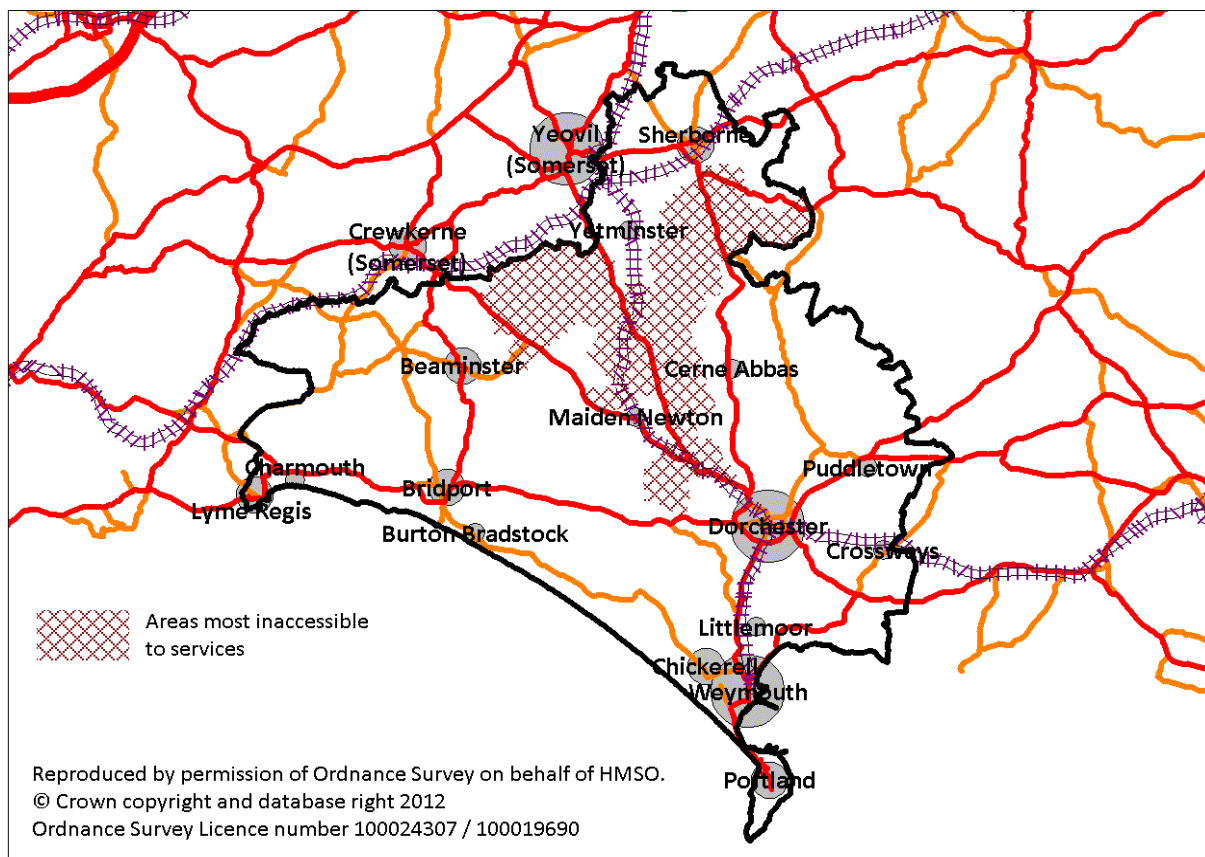 Yeovil
(Somerset)
Sherborne
Crewkerne
(Somerset)
Yetminster
Beaminster
Cerne Abbas
Maiden Newton
Charmouth
Lyme Regis
Bridport
Puddletown
Burton Bradstock
Dorchester
Crossways
Areas most inaccessible
to services
Littlemoor
Chickerell
Weymouth
Portland
Reproduced by permission of Ordnance Survey on behalf of HMSO.
© Crown copyright and database right 2012
Ordnance Survey Licence number 100024307 / 100019690